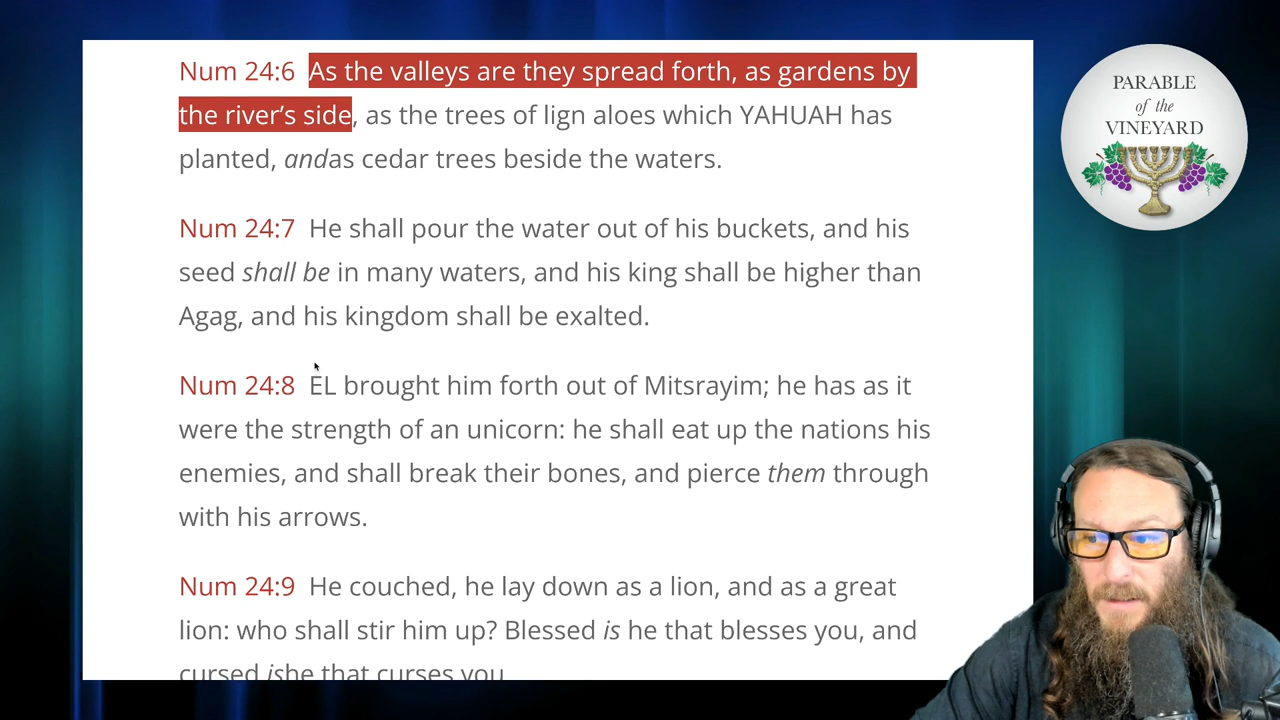 Num 24:6 As the valleys are they spread forth, as gardens by
the river’s side, as the trees of lign aloes which YAHUAH has
planted, andas cedar trees beside the waters.
Num 24:7 He shall pour the water out of his buckets, and his
seed shall be in many waters, and his king shall be higher than
Agag, and his kingdom shall be exalted.
Num 24:8 EL brought him forth out of Mitsrayim; he has as it
were the strength of an unicorn: he shall eat up the nations his
enemies, and shall break their bones, and pierce them through
with his arrows.
Num 24:9 He couched, he lay down as a lion, and as a great
lion: who shall stir him up? Blessed is he that blesses you, and
cursed ishe that curses you
PARABLE
of the
VINEYARD